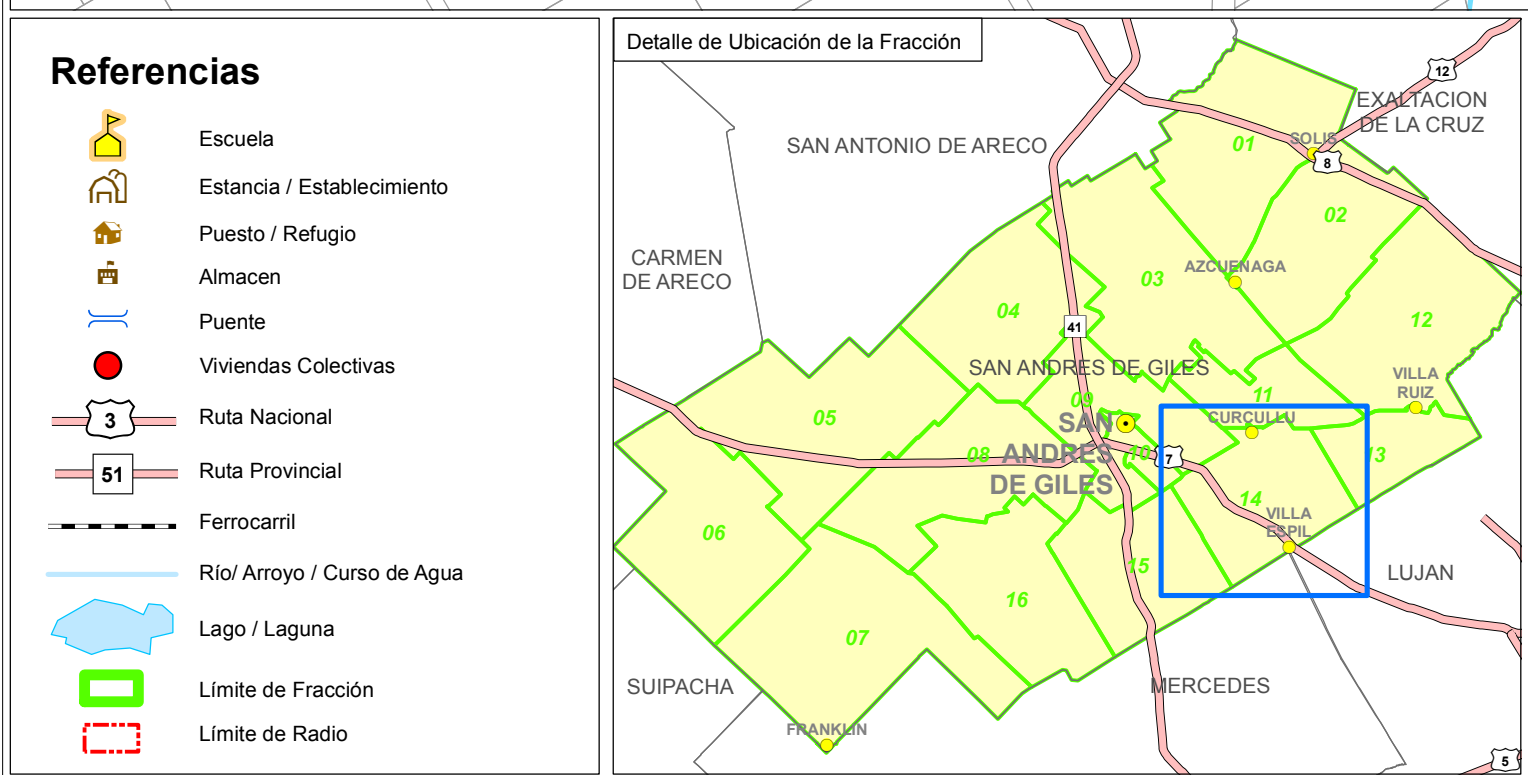 Referencias
Escuela
Estancia / Establecimiento
Puesto / Refugio
Almacen
Puente
Viviendas Colectivas
3
Ruta Nacional
51
Ruta Provincial
Ferrocarril
Río/ Arroyo / Curso de Agua
Lago / Laguna
Límite de Fracción
Límite de Radio
Detalle de Ubicación de la Fracción
12
EXALTACION
DE LA CRUZ
SAN ANTONIO DE ARECO
01
SOLIS
8
02
CARMEN
DE ARECO
AZCUENAGA
03
04
12
41
SAN ANDRES DE GILES
VILLA
RUIZ
11
09
05
CURCULLU
SAN
ANDRES
DE GILES
08
10
7
13
14
VILLA
ESPIL
06
15
LUJAN
16
07
SUIPACHA
MERCEDES
FRANKLIN
5